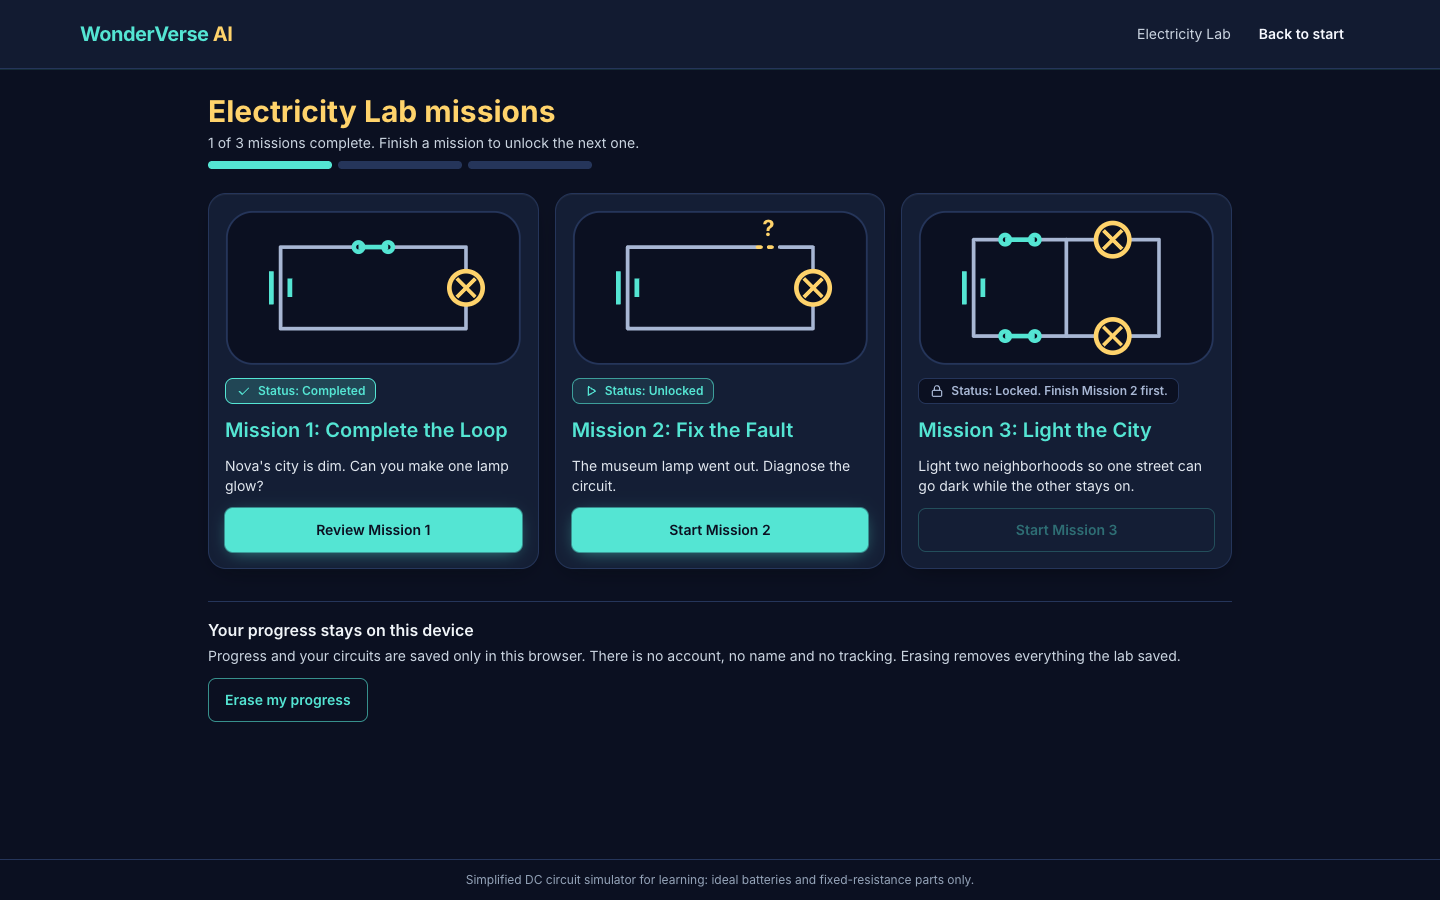 WonderVerse AI
Electricity Lab
Back to start
Electricity Lab missions
1 of 3 missions complete. Finish a mission to unlock the next one.
Status: Completed
Mission 1: Complete the Loop
Nova's city is dim. Can you make one lamp
glow?
Review Mission 1
?
Status: Unlocked
Mission 2: Fix the Fault
The museum lamp went out. Diagnose the
circuit.
Start Mission 2
Status: Locked. Finish Mission 2 first.
Mission 3: Light the City
Light two neighborhoods so one street can
go dark while the other stays on.
Start Mission 3
Your progress stays on this device
Progress and your circuits are saved only in this browser. There is no account, no name and no tracking. Erasing removes everything the lab saved.
Erase my progress
Simplified DC circuit simulator for learning: ideal batteries and fixed-resistance parts only.